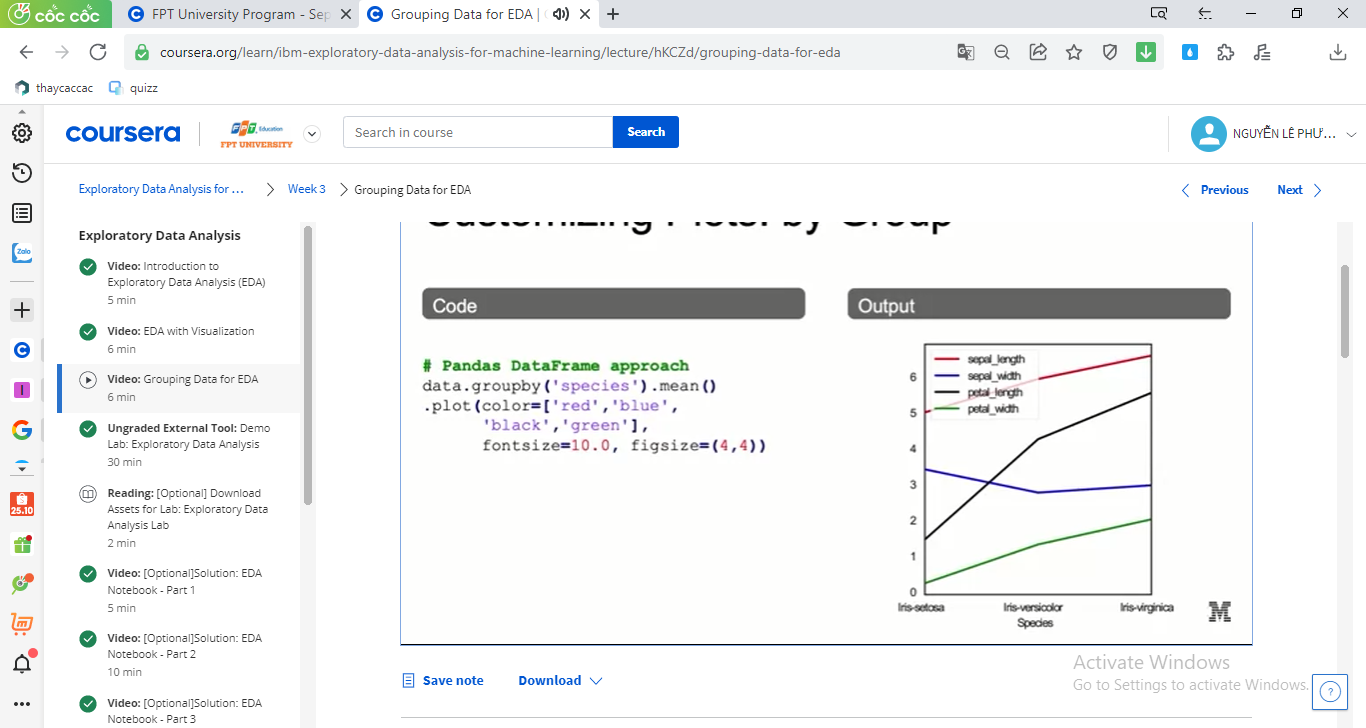 cốc cốc
FPT University Program - Sep
Grouping Data for EDA |
coursera.org/learn/ibm-exploratory-data-analysis-for-machine-learning/lecture/hKCZd/grouping-data-for-eda
thaycaccac
quizz
coursera
FPT Education
FPT UNIVERSITY
Search in course
Search
NGUYỄN LÊ PHƯ...
Exploratory Data Analysis for ...
Week 3
Grouping Data for EDA
Previous
Next
Zalo
25.10
Exploratory Data Analysis
Video: Introduction to
Exploratory Data Analysis (EDA)
5 min
Video: EDA with Visualization
6 min
Video: Grouping Data for EDA
6 min
Ungraded External Tool: Demo
Lab: Exploratory Data Analysis
30 min
Reading: [Optional] Download
Assets for Lab: Exploratory Data
Analysis Lab
2 min
Video: [Optional]Solution: EDA
Notebook - Part 1
5 min
Video: [Optional]Solution: EDA
Notebook - Part 2
10 min
Video: [Optional]Solution: EDA
Notebook - Part 3
Customizing Plots: by Group
Code
# Pandas DataFrame approach
data.groupby('species').mean()
.plot(color=['red','blue',
'black','green'],
fontsize=10.0, figsize=(4,4))
Output
sepal_length
sepal_width
petal_length
petal_width
6
5
4
3
2
1
0
Iris-setosa
Iris-versicolor
Iris-virginica
Species
Save note
Download
Activate Windows
Go to Settings to activate Windows.